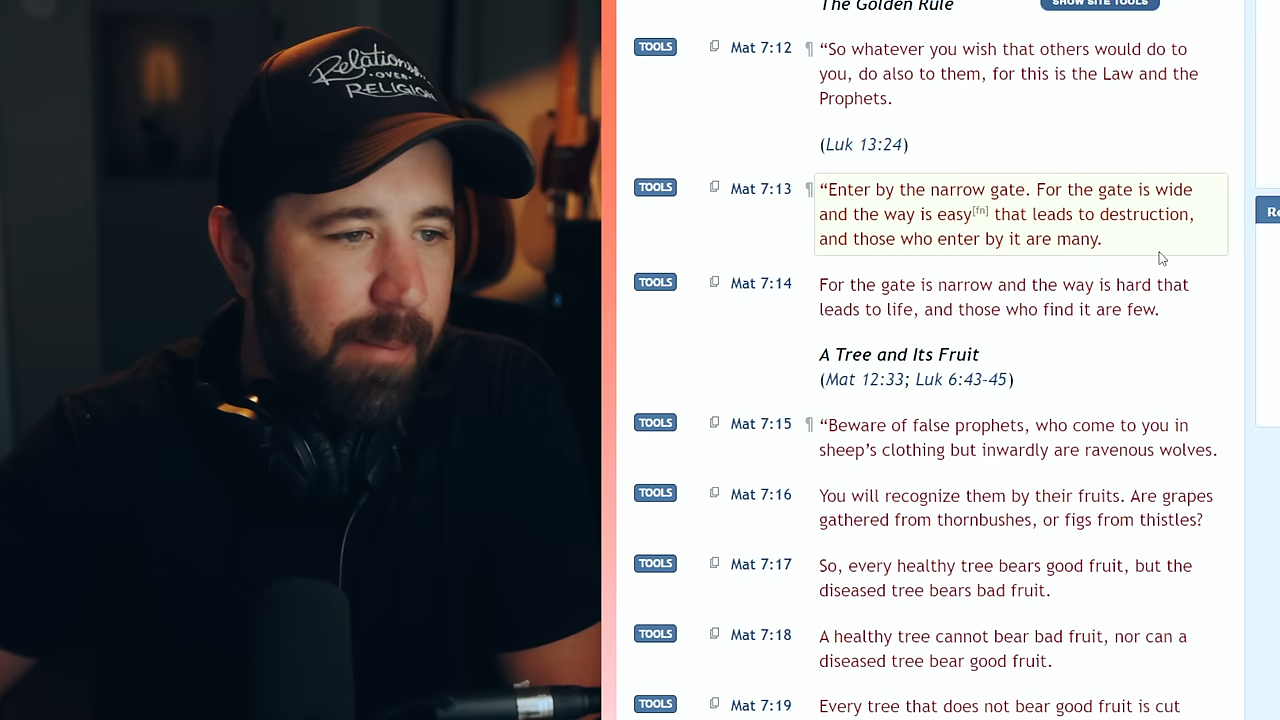 Relations...
·OVER·
RELIGION
The Golden Rule
SHOW SITE TOOLS
TOOLS Mat 7:12 ¶ “So whatever you wish that others would do to
you, do also to them, for this is the Law and the
Prophets.
(Luk 13:24)
TOOLS Mat 7:13 ¶ “Enter by the narrow gate. For the gate is wide
and the way is easy[fn] that leads to destruction,
and those who enter by it are many.
Re
TOOLS Mat 7:14 For the gate is narrow and the way is hard that
leads to life, and those who find it are few.
A Tree and Its Fruit
(Mat 12:33; Luk 6:43-45)
TOOLS Mat 7:15 ¶ “Beware of false prophets, who come to you in
sheep’s clothing but inwardly are ravenous wolves.
TOOLS Mat 7:16 You will recognize them by their fruits. Are grapes
gathered from thornbushes, or figs from thistles?
TOOLS Mat 7:17 So, every healthy tree bears good fruit, but the
diseased tree bears bad fruit.
TOOLS Mat 7:18 A healthy tree cannot bear bad fruit, nor can a
diseased tree bear good fruit.
TOOLS Mat 7:19 Every tree that does not bear good fruit is cut